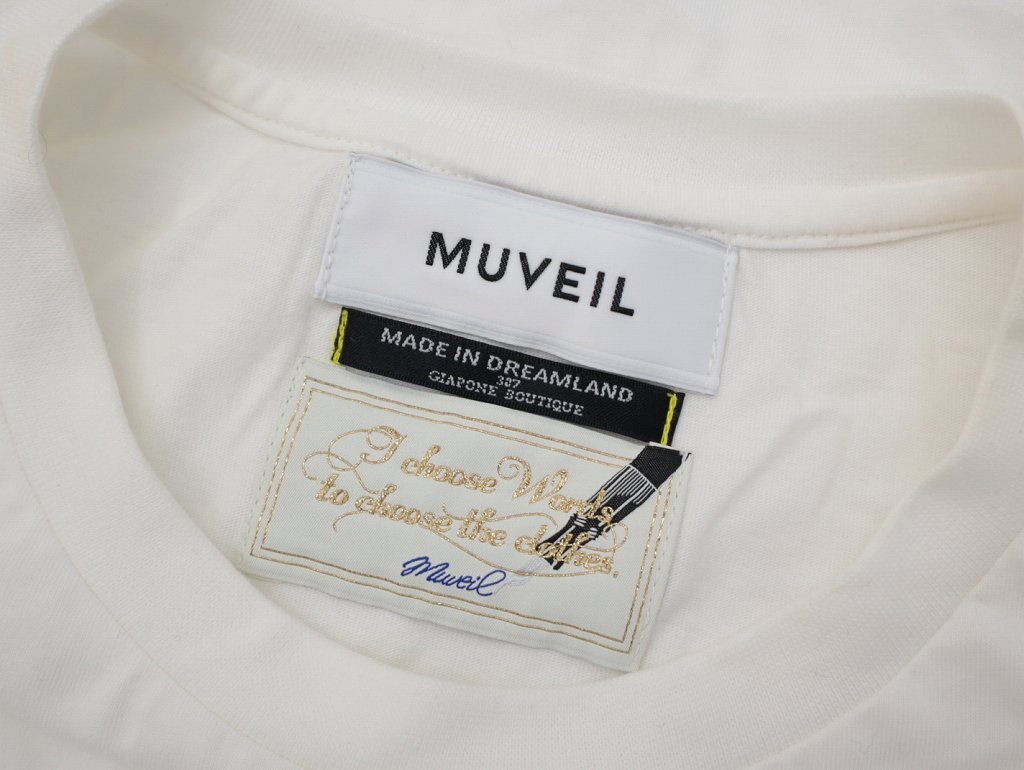 MUVEIL
MADE IN DREAMLAND
387
GIAPONE BOUTIQUE
I choose Words
to choose the clothes.
Muveil